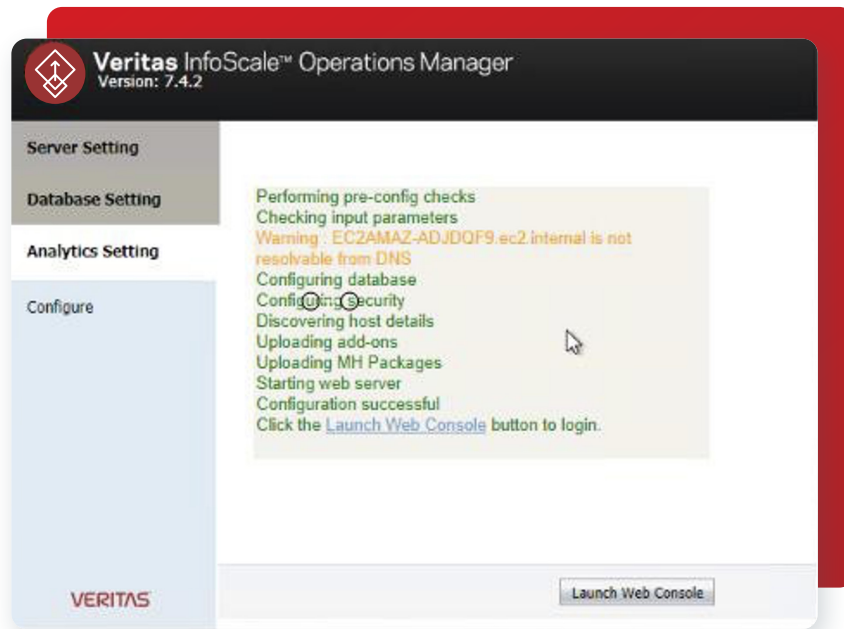 Veritas InfoScale™ Operations Manager
Version: 7.4.2
Server Setting
Database Setting
Analytics Setting
Configure
Performing pre-config checks
Checking input parameters
Warning : EC2AMAZ-ADJDQF9.ec2.internal is not
resolvable from DNS
Configuring database
Configuring security
Discovering host details
Uploading add-ons
Uploading MH Packages
Starting web server
Configuration successful
Click the Launch Web Console button to login.
VERITAS
Launch Web Console